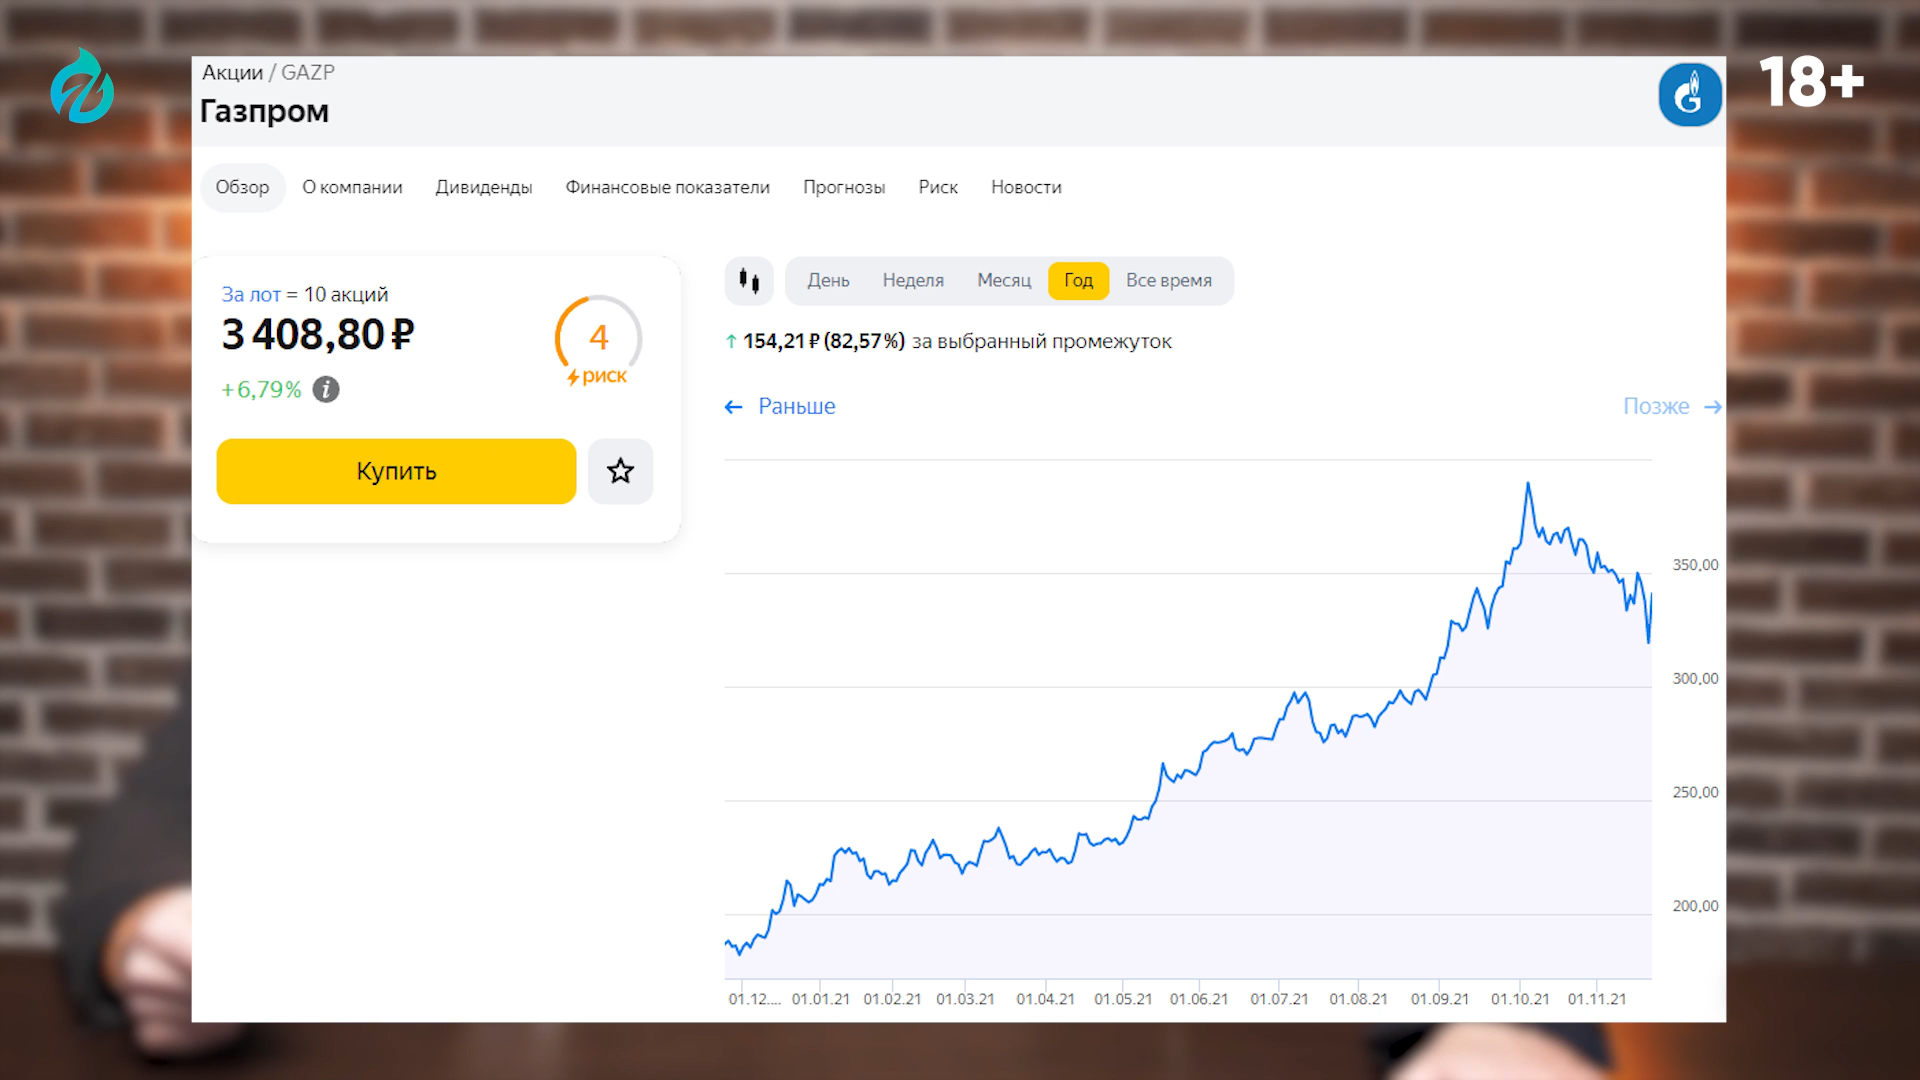 18+
Акции / GAZP
Газпром
Обзор О компании Дивиденды Финансовые показатели Прогнозы Риск Новости
За лот = 10 акций
3 408,80 ₽
+6,79%
4
риск
Купить
День Неделя Месяц Год Все время
↑ 154,21 ₽ (82,57%) за выбранный промежуток
← Раньше
Позже →
350,00
300,00
250,00
200,00
01.12.... 01.01.21 01.02.21 01.03.21 01.04.21 01.05.21 01.06.21 01.07.21 01.08.21 01.09.21 01.10.21 01.11.21